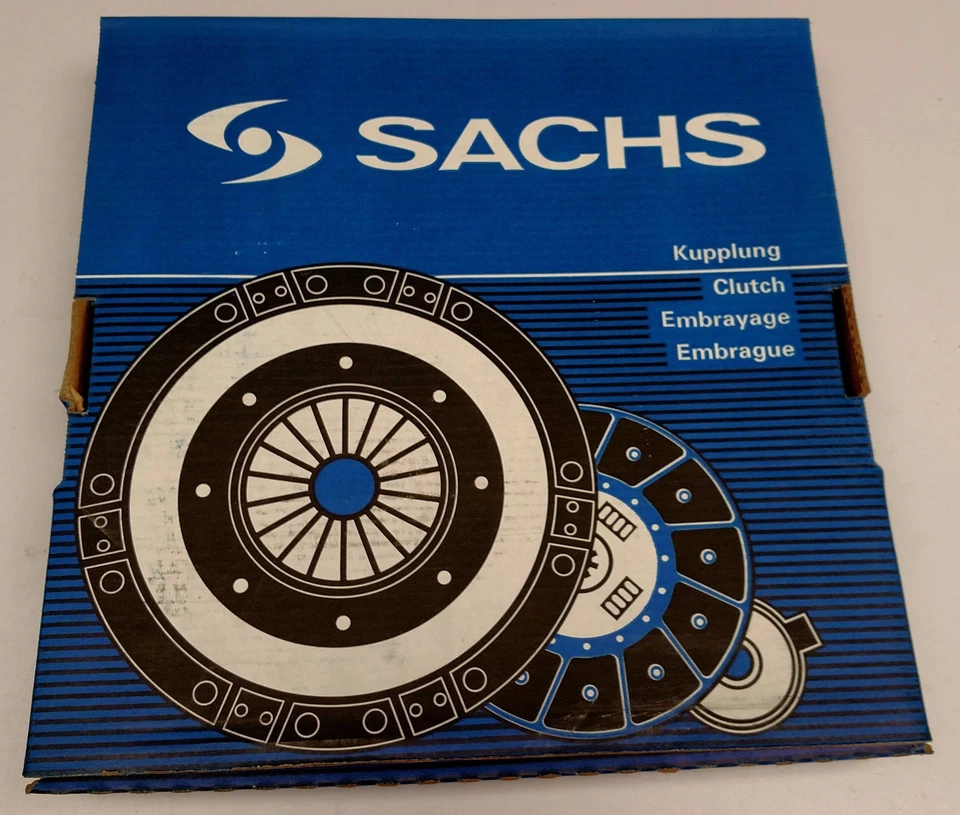 SACHS
Kupplung
Clutch
Embrayage
Embrague